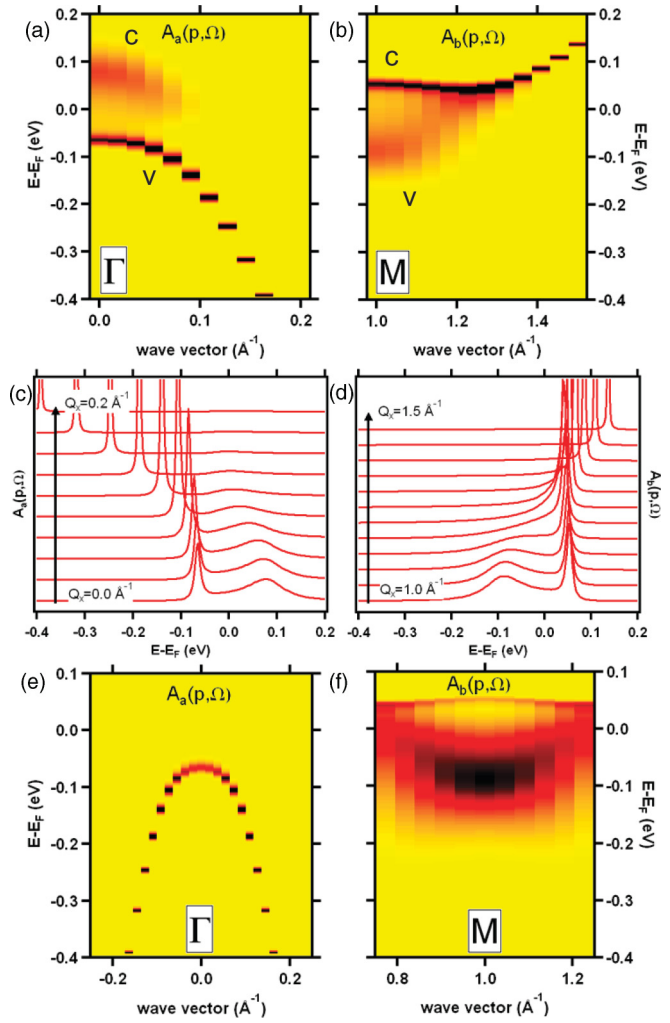 (a)
A_a(p,Ω)
C
V
Γ
E-E_F (eV)
0.2
0.1
0.0
-0.1
-0.2
-0.3
-0.4
0.0 0.1 0.2
wave vector (Å⁻¹)
(b)
A_b(p,Ω)
C
V
M
E-E_F (eV)
0.2
0.1
0.0
-0.1
-0.2
-0.3
-0.4
1.0 1.2 1.4
wave vector (Å⁻¹)
(c)
Q_x=0.2 Å⁻¹
Q_x=0.0 Å⁻¹
A_a(p,Ω)
-0.4 -0.3 -0.2 -0.1 0.0 0.1 0.2
E-E_F (eV)
(d)
Q_x=1.5 Å⁻¹
Q_x=1.0 Å⁻¹
A_b(p,Ω)
-0.4 -0.3 -0.2 -0.1 0.0 0.1 0.2
E-E_F (eV)
(e)
A_a(p,Ω)
Γ
E-E_F (eV)
0.1
0.0
-0.1
-0.2
-0.3
-0.4
-0.2 0.0 0.2
wave vector (Å⁻¹)
(f)
A_b(p,Ω)
M
E-E_F (eV)
0.1
0.0
-0.1
-0.2
-0.3
-0.4
0.8 1.0 1.2
wave vector (Å⁻¹)